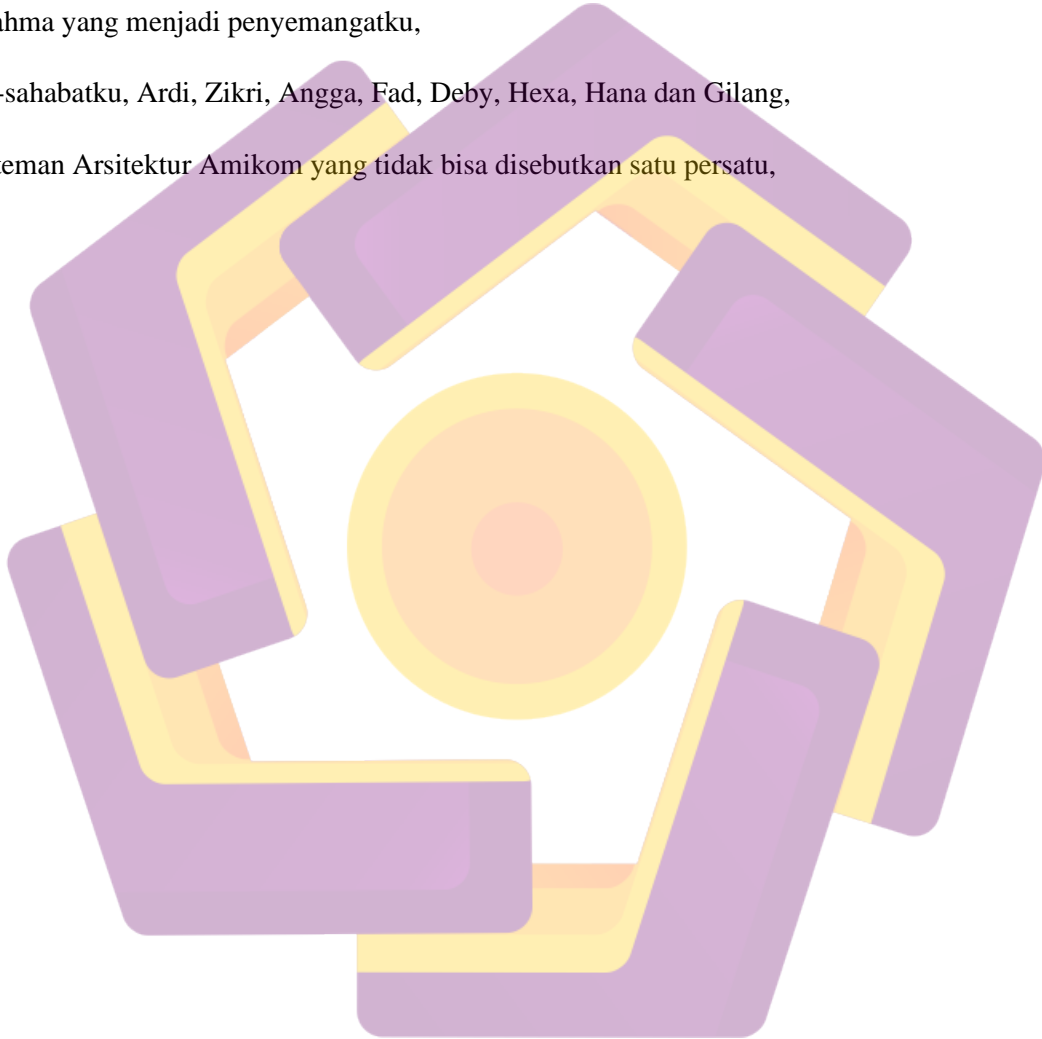 ahma yang menjadi penyemangatku,
-sahabatku, Ardi, Zikri, Angga, Fad, Deby, Hexa, Hana dan Gilang,
teman Arsitektur Amikom yang tidak bisa disebutkan satu persatu,